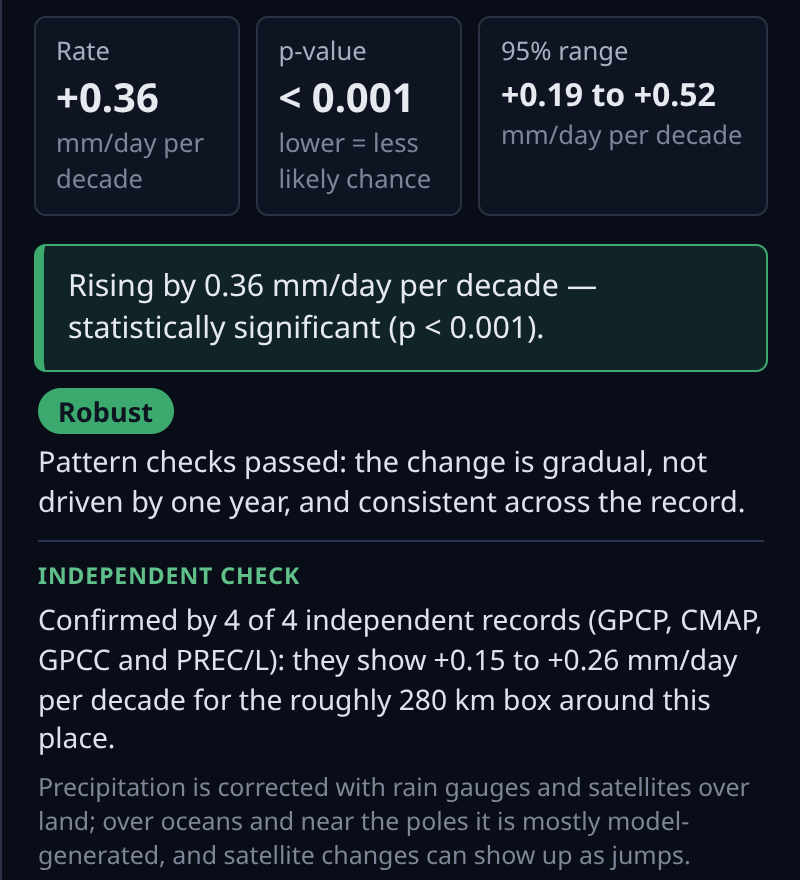 Rate
+0.36
mm/day per
decade
p-value
< 0.001
lower = less
likely chance
95% range
+0.19 to +0.52
mm/day per decade
Rising by 0.36 mm/day per decade —
statistically significant (p < 0.001).
Robust
Pattern checks passed: the change is gradual, not
driven by one year, and consistent across the record.
INDEPENDENT CHECK
Confirmed by 4 of 4 independent records (GPCP, CMAP,
GPCC and PREC/L): they show +0.15 to +0.26 mm/day
per decade for the roughly 280 km box around this
place.
Precipitation is corrected with rain gauges and satellites over
land; over oceans and near the poles it is mostly model-
generated, and satellite changes can show up as jumps.